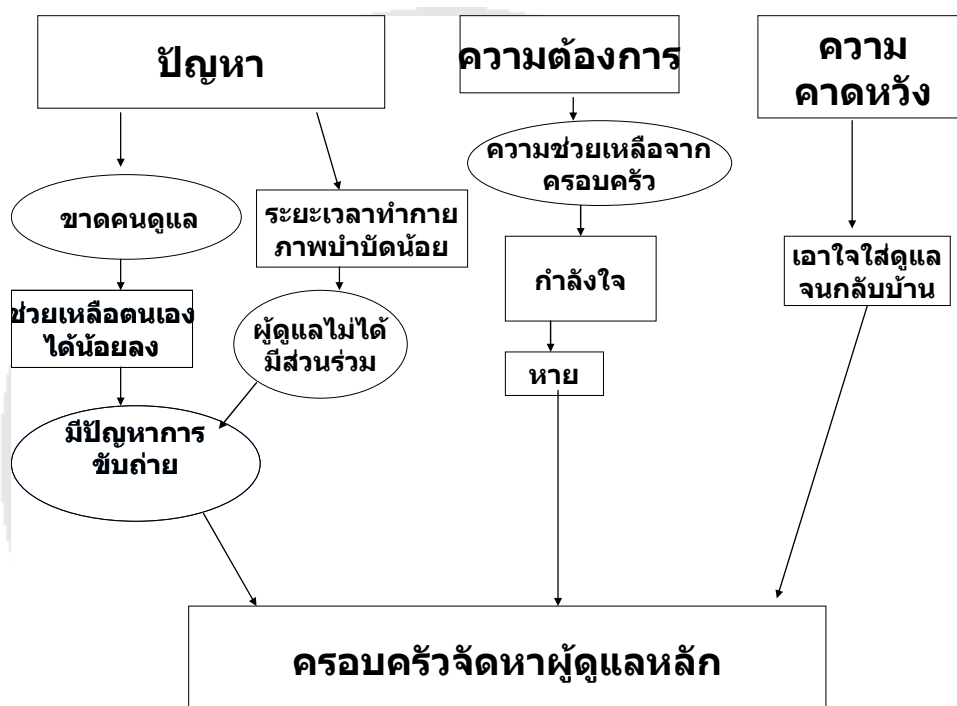 ปัญหา
ความต้องการ
ความ
คาดหวัง
ความช่วยเหลือจาก
ครอบครัว
ขาดคนดูแล
ระยะเวลาทำกาย
ภาพบำบัดน้อย
กำลังใจ
เอาใจใส่ดูแล
จนกลับบ้าน
ช่วยเหลือตนเอง
ได้น้อยลง
ผู้ดูแลไม่ได้
มีส่วนร่วม
หาย
มีปัญหาการ
ขับถ่าย
ครอบครัวจัดหาผู้ดูแลหลัก